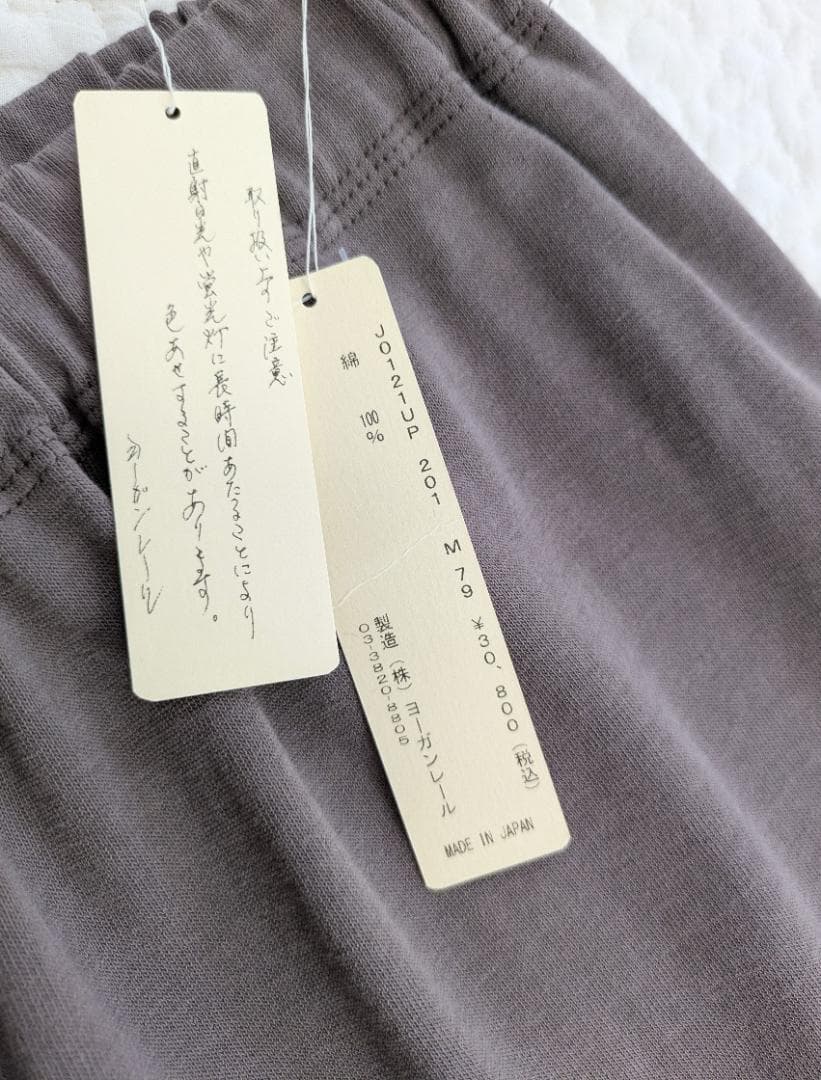 取り扱い上のご注意
直射日光や蛍光灯に長時間あたることにより
色あせすることがあります。
ヨーガンレール
J0121UP 201 M 79 ¥30,800(税込)
綿 100%
製造(株)ヨーガンレール
03-3820-8805
MADE IN JAPAN